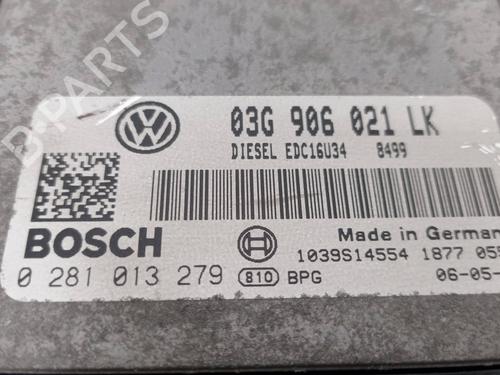 B-PARTS
03G 906 021 LK
DIESEL EDC16U34 8499
BOSCH
Made in German
0 281 013 279 810 BPG
1039S14554 1877
06-05-